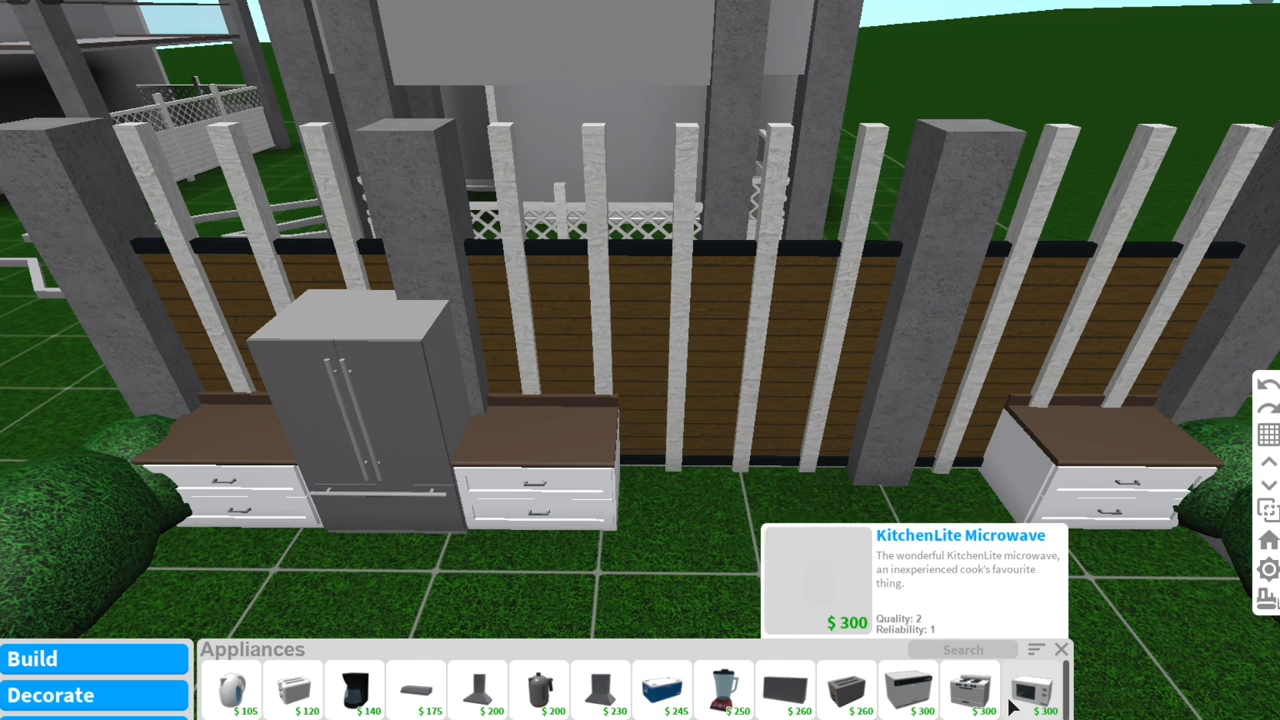 KitchenLite Microwave
The wonderful KitchenLite microwave,
an inexperienced cook's favourite
thing.
$ 300
Quality: 2
Reliability: 1
Build
Appliances
Search
Decorate
$ 105
$ 120
$ 140
$ 175
$ 200
$ 200
$ 230
$ 245
$ 250
$ 260
$ 260
$ 300
$ 300
$ 300